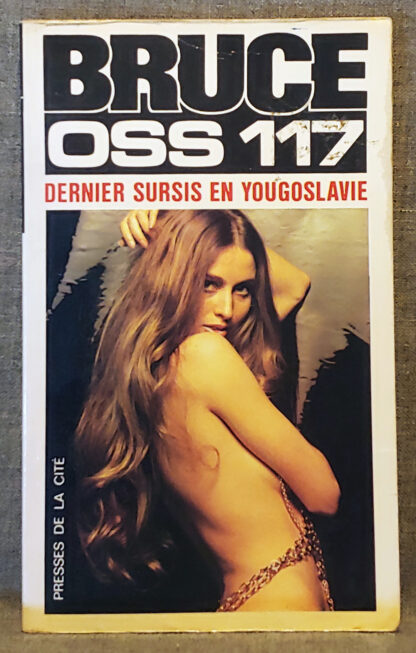 BRUCE
OSS 117
DERNIER SURSIS EN YOUGOSLAVIE
PRESSES DE LA CITÉ